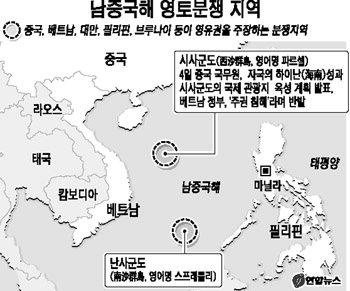 남중국해 영토분쟁 지역
중국, 베트남, 대만, 필리핀, 브루나이 등이 영유권을 주장하는 분쟁지역
중국
시사군도(西沙群島, 영어명 파르셀)
4일 중국 국무원, 자국의 하이난(海南)성과
시사군도의 국제 관광지 육성 계획 발표,
베트남 정부, '주권 침해'라며 반발
라오스
태국
캄보디아
베트남
남중국해
마닐라
태평양
필리핀
난사군도
(南沙群島, 영어명 스프래틀리)
연합뉴스